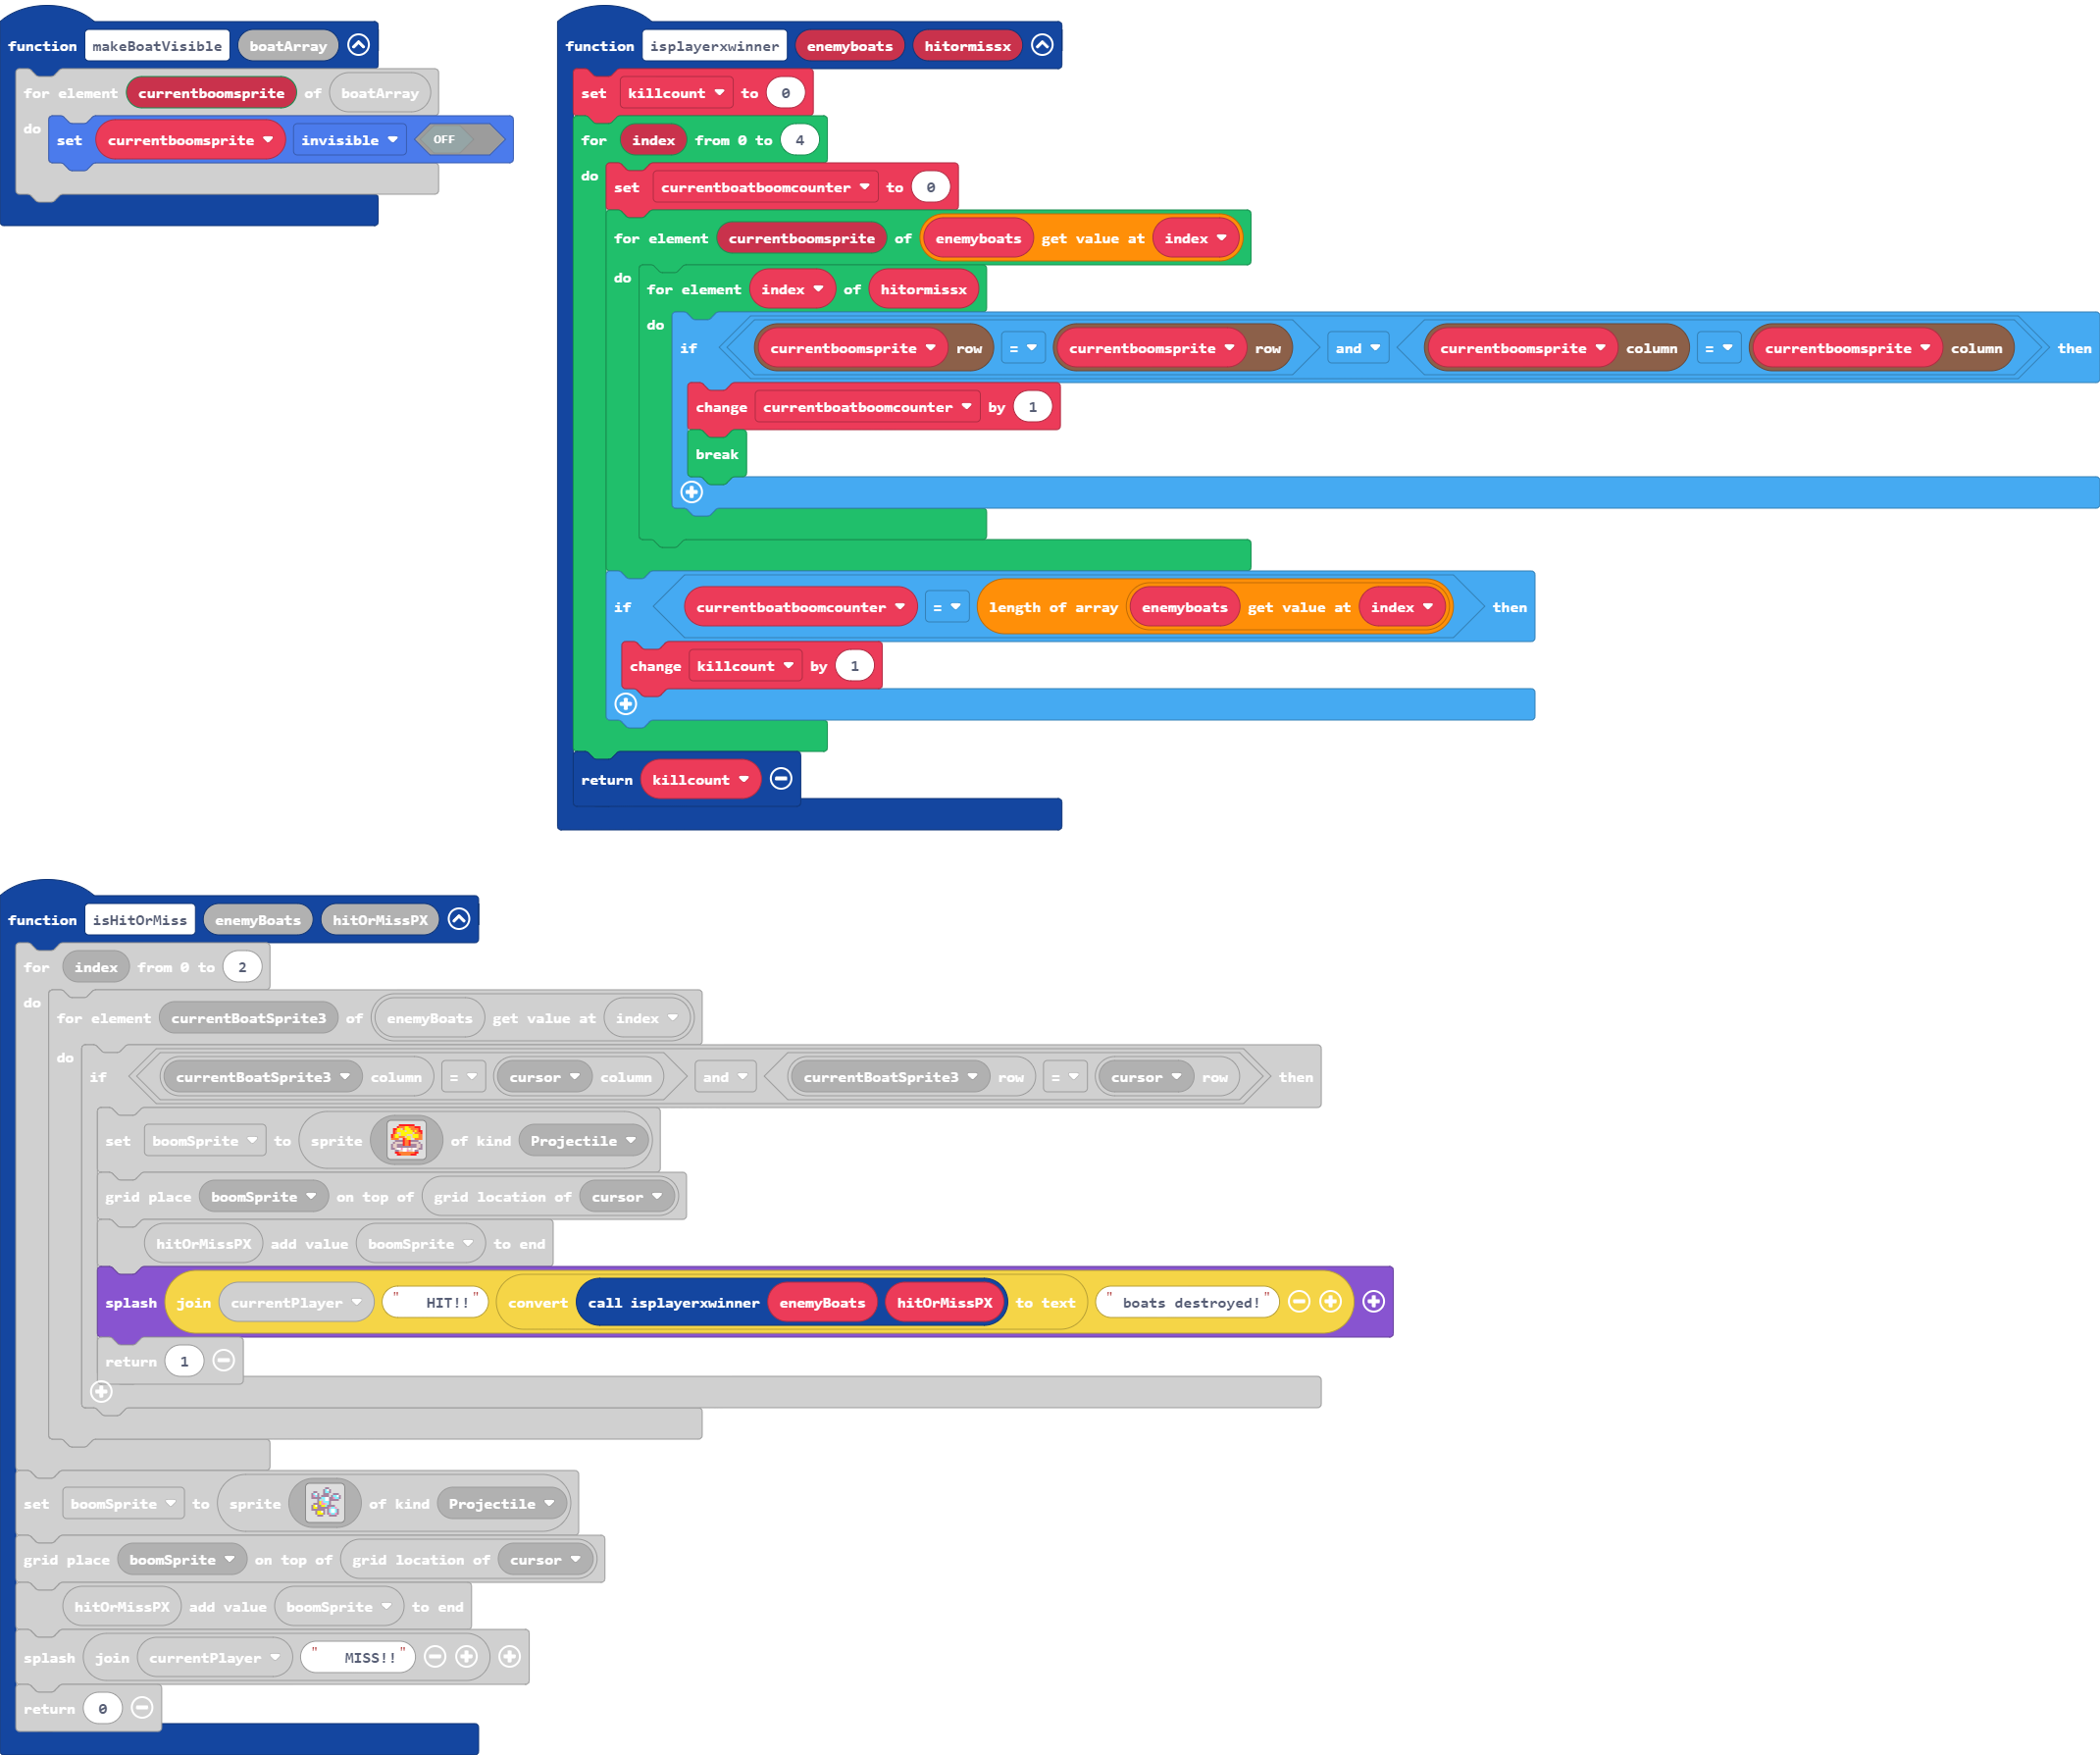 function makeBoatVisible boatArray
for element currentboomsprite of boatArray
do
set currentboomsprite invisible OFF
function isplayerxwinner enemyboats hitormissx
set killcount to 0
for index from 0 to 4
do
set currentboatboomcounter to 0
for element currentboomsprite of enemyboats get value at index
do
for element index of hitormissx
do
if currentboomsprite row = currentboomsprite row and currentboomsprite column = currentboomsprite column then
change currentboatboomcounter by 1
break
if currentboatboomcounter = length of array enemyboats get value at index then
change killcount by 1
return killcount
function isHitOrMiss enemyBoats hitOrMissPX
for index from 0 to 2
do
for element currentBoatSprite3 of enemyBoats get value at index
do
if currentBoatSprite3 column = cursor column and currentBoatSprite3 row = cursor row then
set boomSprite to sprite of kind Projectile
grid place boomSprite on top of grid location of cursor
hitOrMissPX add value boomSprite to end
splash join currentPlayer " HIT!!" convert call isplayerxwinner enemyBoats hitOrMissPX to text " boats destroyed!"
return 1
set boomSprite to sprite of kind Projectile
grid place boomSprite on top of grid location of cursor
hitOrMissPX add value boomSprite to end
splash join currentPlayer " MISS!!"
return 0